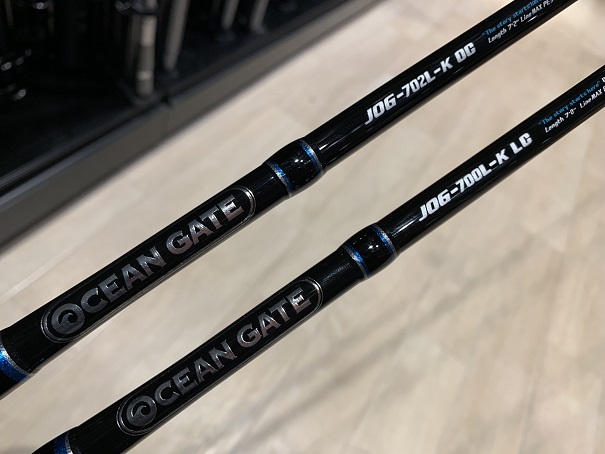 "The story starts here"
Length 7'2" Line MAX PE
JOG-702L-K OC
OCEAN GATE
"The story starts here"
Length 7'0" Line MAX PE
JOG-700L-K LC
OCEAN GATE